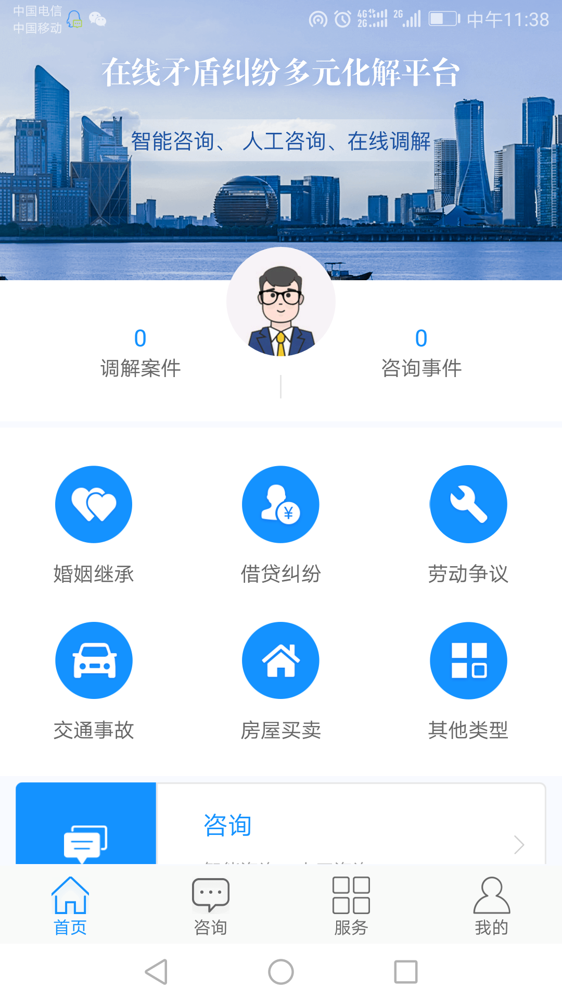 中国电信
中国移动
4G 2G 2G 中午11:38
在线矛盾纠纷多元化解平台
智能咨询、 人工咨询、在线调解
0 0
调解案件 咨询事件
婚姻继承 借贷纠纷 劳动争议
交通事故 房屋买卖 其他类型
咨询
首页 咨询 服务 我的